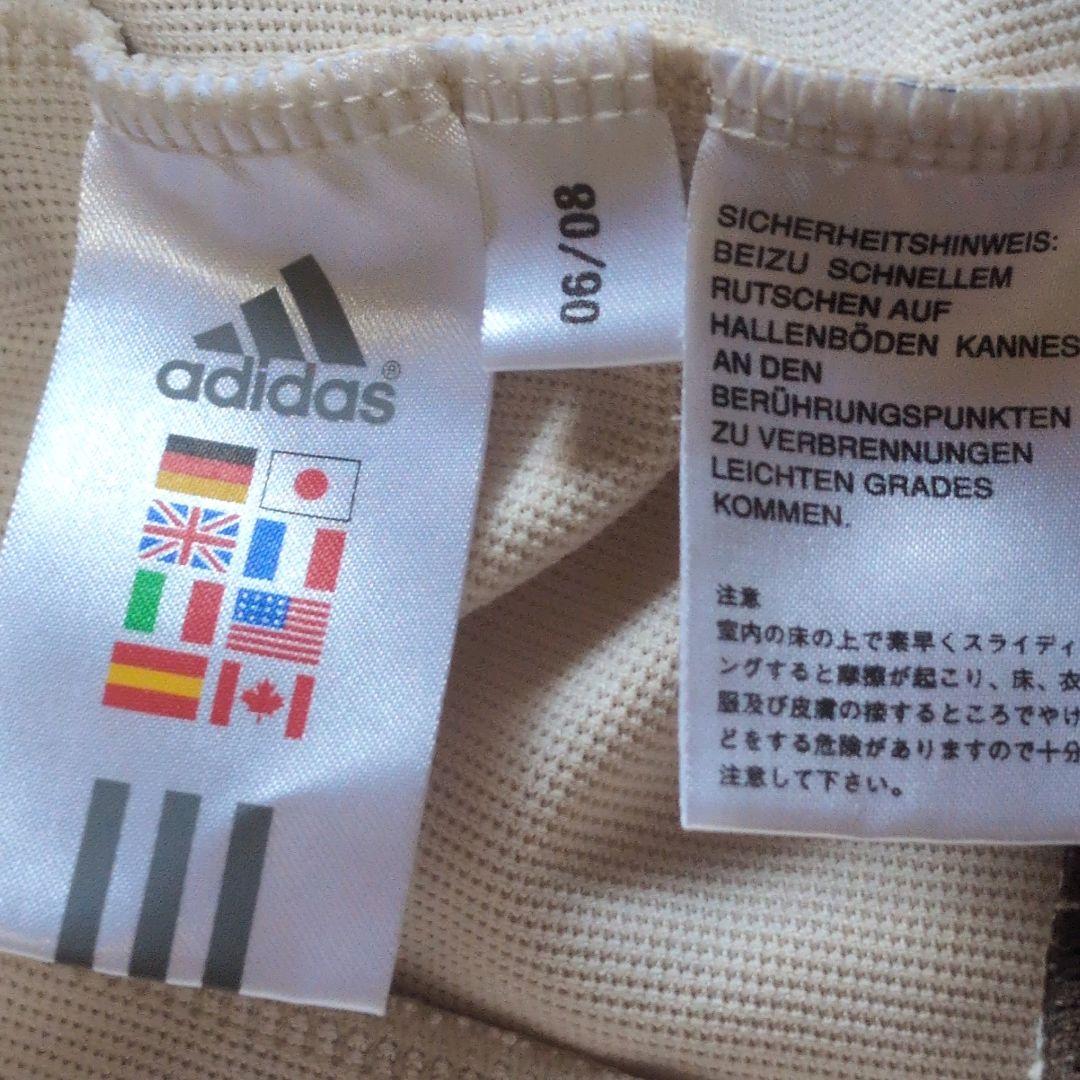 adidas®
06/08
SICHERHEITSHINWEIS:
BEIZU SCHNELLEM
RUTSCHEN AUF
HALLENBÖDEN KANNES
AN DEN
BERÜHRUNGSPUNKTEN
ZU VERBRENNUNGEN
LEICHTEN GRADES
KOMMEN.
注意
室内の床の上で素早くスライディ
ングすると摩擦が起こり、床、衣
服及び皮膚の接するところでやけ
どをする危険がありますので十分
注意して下さい。